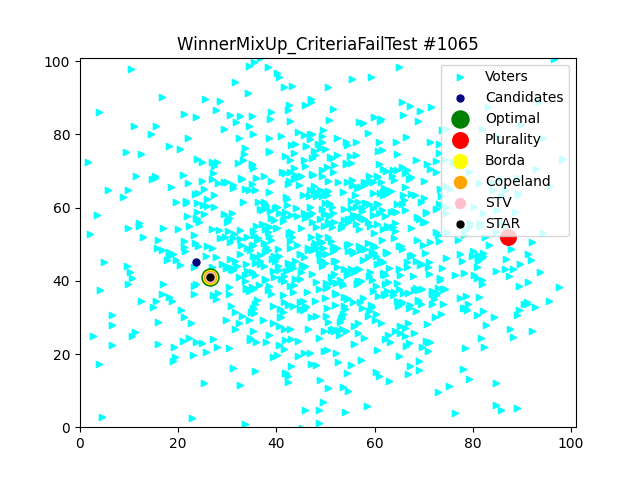 WinnerMixUp_CriteriaFailTest #1065
100
80
60
40
20
0
0
20
40
60
80
100
Voters
Candidates
Optimal
Plurality
Borda
Copeland
STV
STAR